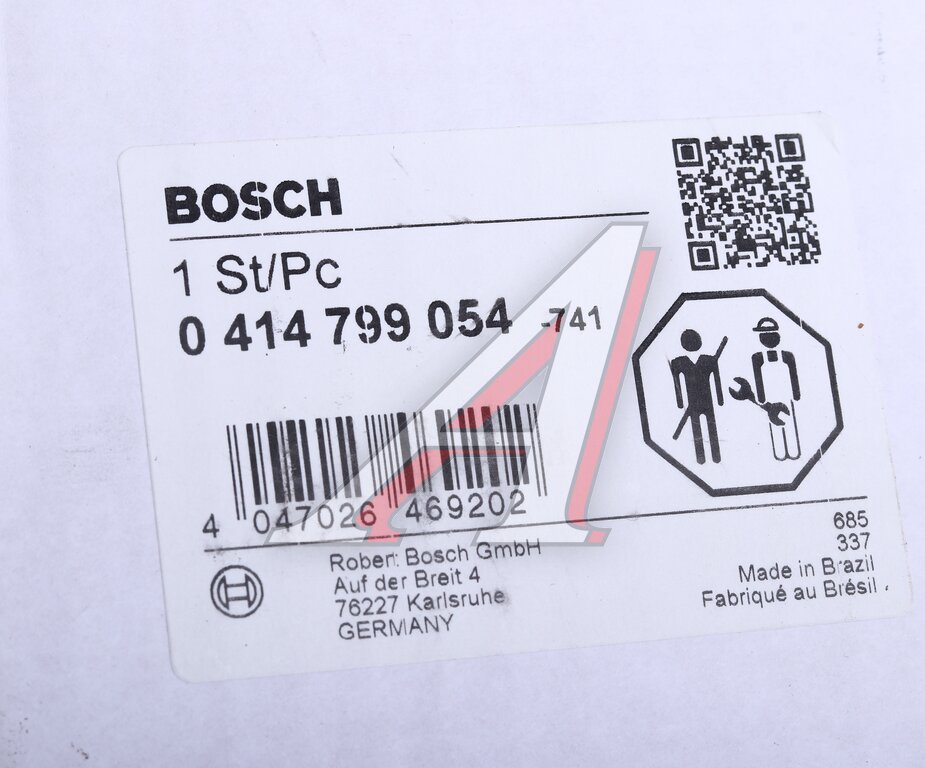 BOSCH
1 St/Pc
0 414 799 054 -741
4 047026 469202
Robert Bosch GmbH
Auf der Breit 4
76227 Karlsruhe
GERMANY
685
337
Made in Brazil
Fabriqué au Brésil